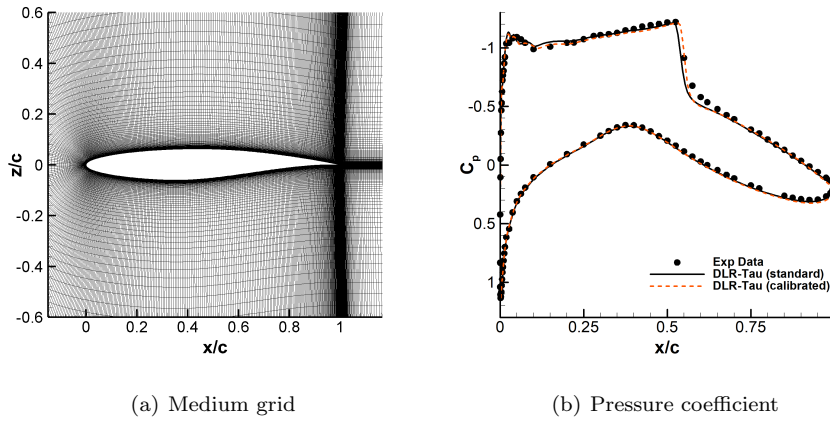 0.6
0.4
0.2
0
-0.2
-0.4
-0.6
z/c
0 0.2 0.4 0.6 0.8 1
x/c
(a) Medium grid
-1
-0.5
0
0.5
1
Cp
Exp Data
DLR-Tau (standard)
DLR-Tau (calibrated)
0 0.25 0.5 0.75
x/c
(b) Pressure coefficient